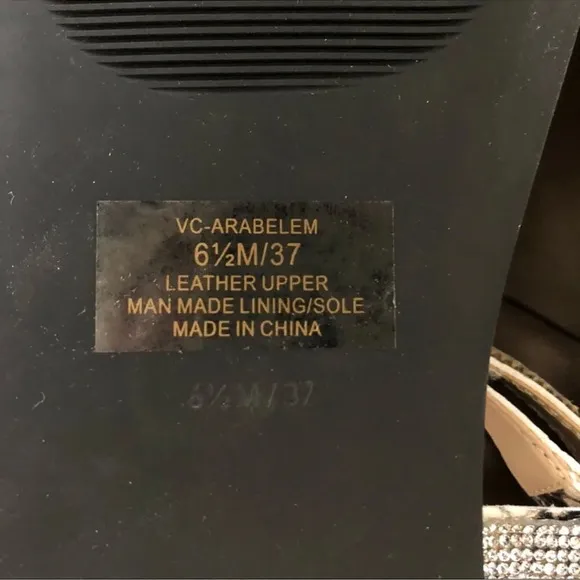 VC-ARABELEM
6½M/37
LEATHER UPPER
MAN MADE LINING/SOLE
MADE IN CHINA
6½M/37